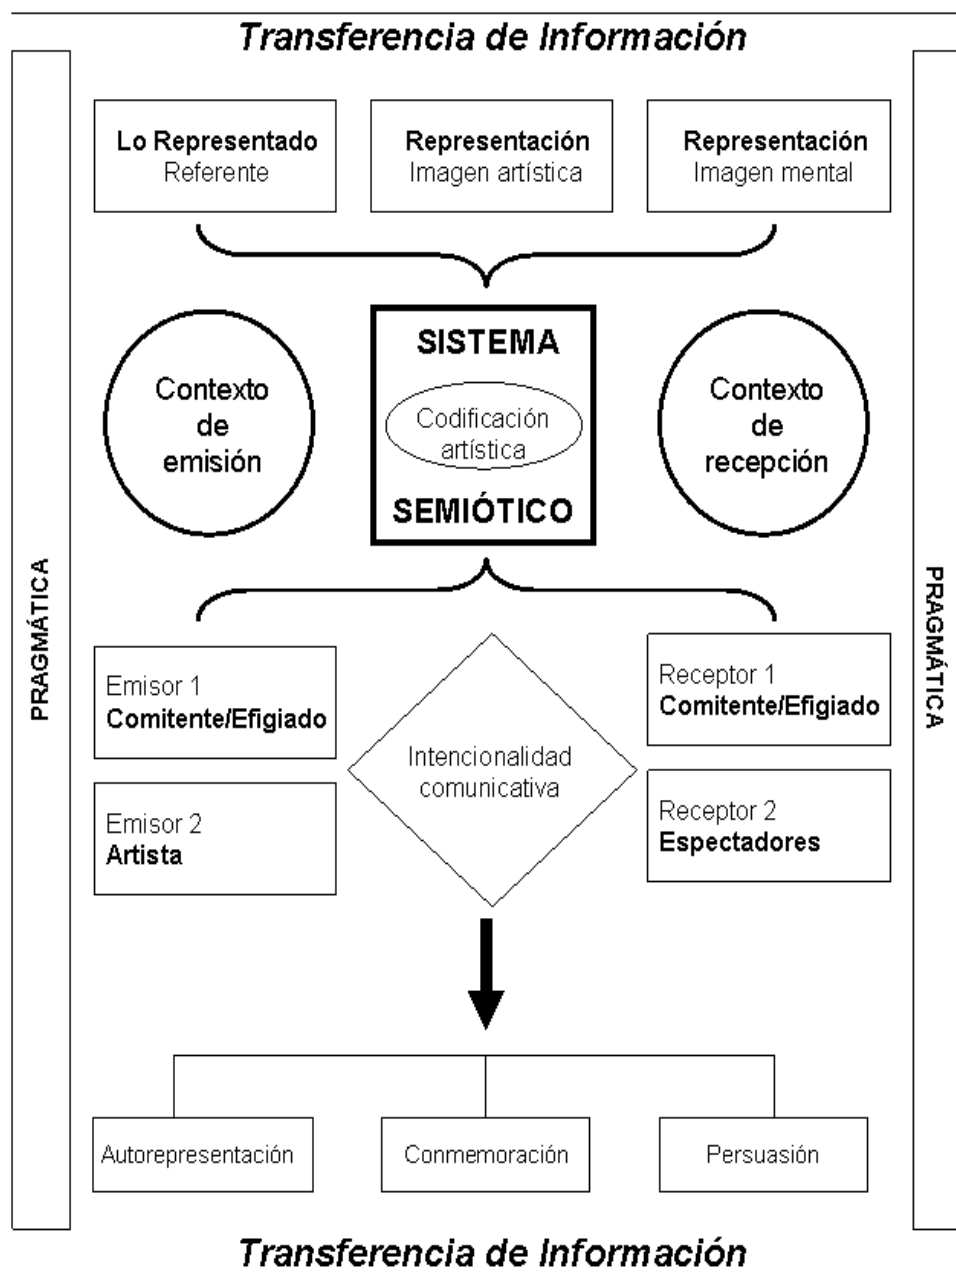 Transferencia de Información
Lo Representado
Referente
Representación
Imagen artística
Representación
Imagen mental
Contexto
de
emisión
SISTEMA
Codificación
artística
SEMIÓTICO
Contexto
de
recepción
PRAGMÁTICA
PRAGMÁTICA
Emisor 1
Comitente/Efigiado
Emisor 2
Artista
Intencionalidad
comunicativa
Receptor 1
Comitente/Efigiado
Receptor 2
Espectadores
Autorepresentación
Conmemoración
Persuasión
Transferencia de Información